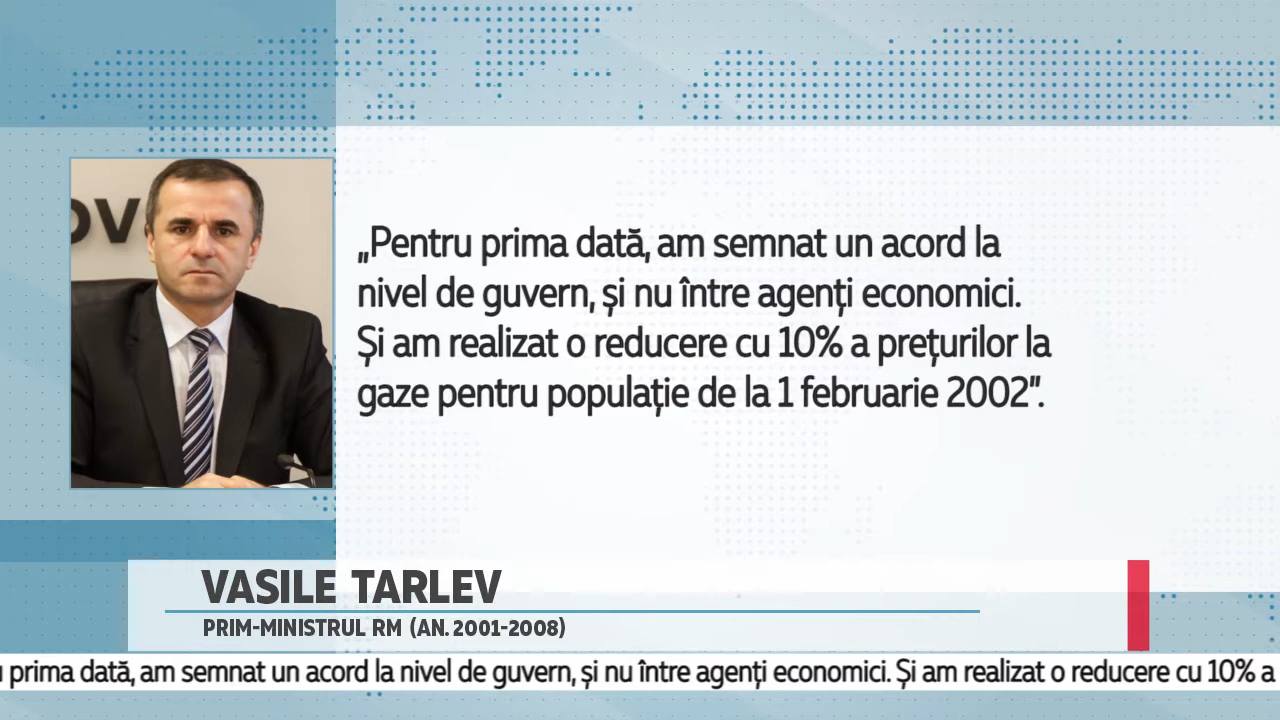 OV
„Pentru prima dată, am semnat un acord la
nivel de guvern, și nu între agenți economici.
Și am realizat o reducere cu 10% a prețurilor la
gaze pentru populație de la 1 februarie 2002”.
VASILE TARLEV
PRIM-MINISTRUL RM (AN. 2001-2008)
prima dată, am semnat un acord la nivel de guvern, și nu între agenți economici. Și am realizat o reducere cu 10% a